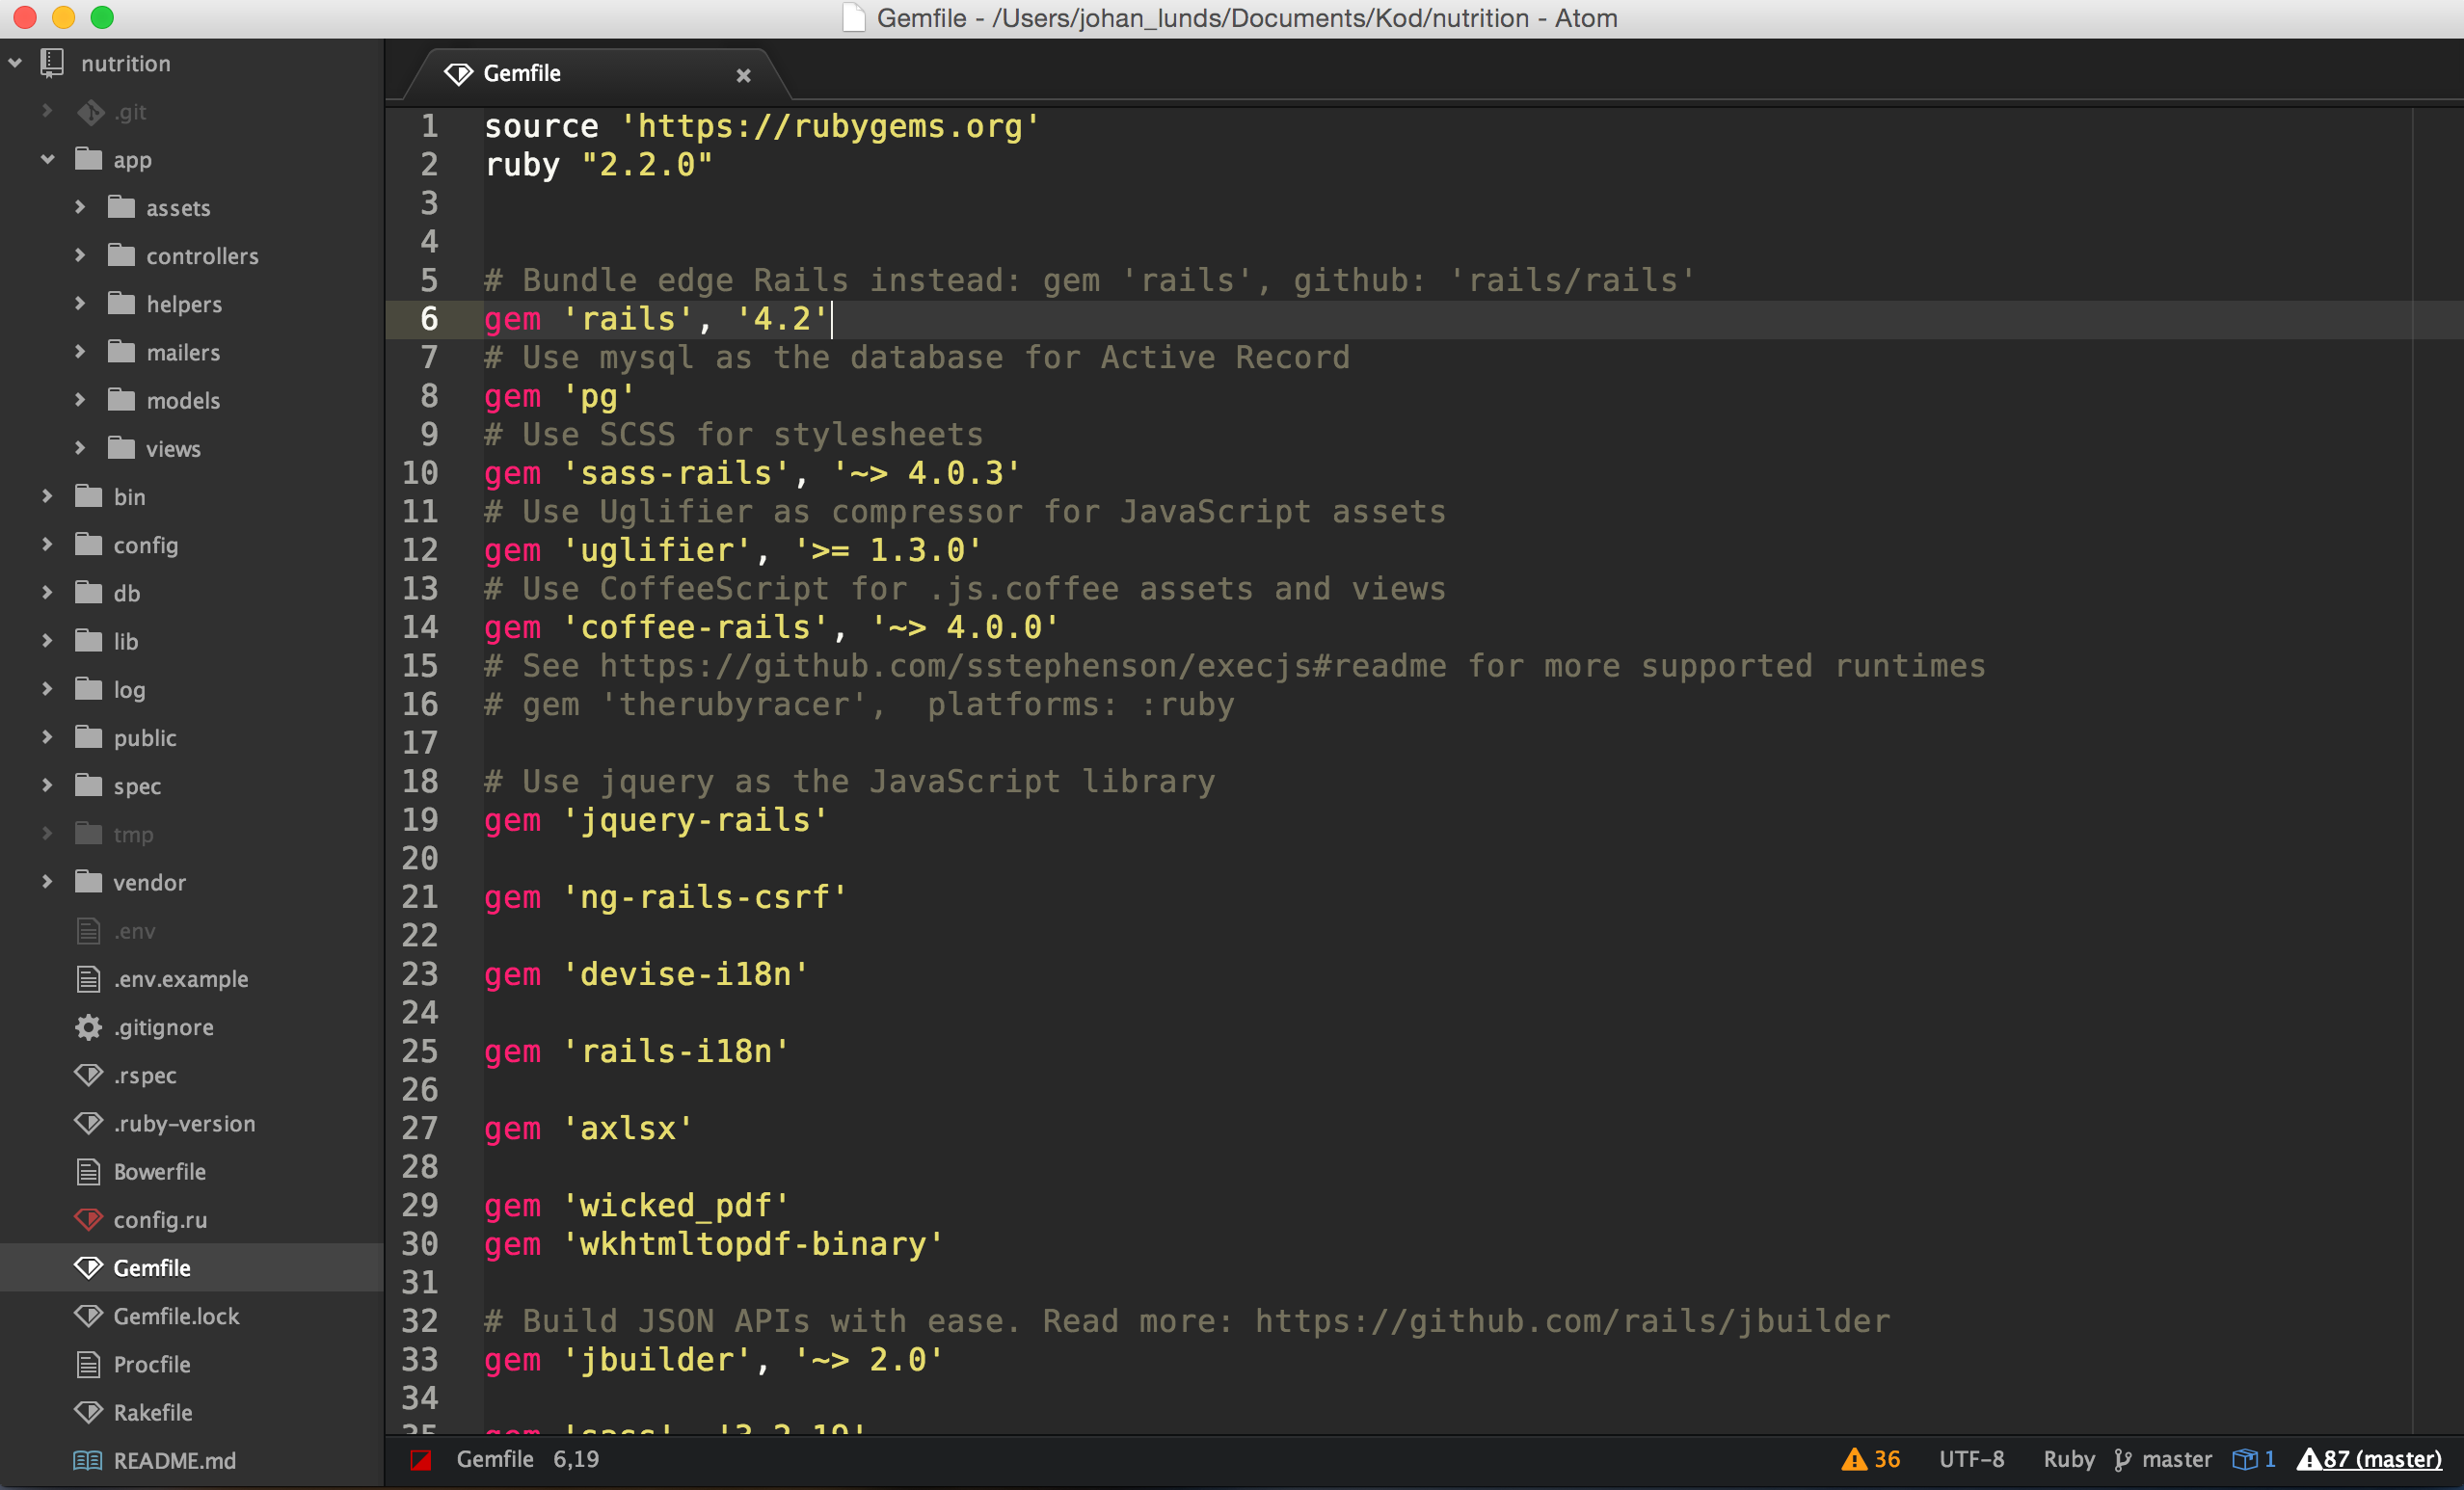 Gemfile - /Users/johan_lunds/Documents/Kod/nutrition - Atom
nutrition
.git
app
assets
controllers
helpers
mailers
models
views
bin
config
db
lib
log
public
spec
tmp
vendor
.env
.env.example
.gitignore
.rspec
.ruby-version
Bowerfile
config.ru
Gemfile
Gemfile.lock
Procfile
Rakefile
README.md
Gemfile
1 source 'https://rubygems.org'
2 ruby "2.2.0"
3
4
5 # Bundle edge Rails instead: gem 'rails', github: 'rails/rails'
6 gem 'rails', '4.2'
7 # Use mysql as the database for Active Record
8 gem 'pg'
9 # Use SCSS for stylesheets
10 gem 'sass-rails', '~> 4.0.3'
11 # Use Uglifier as compressor for JavaScript assets
12 gem 'uglifier', '>= 1.3.0'
13 # Use CoffeeScript for .js.coffee assets and views
14 gem 'coffee-rails', '~> 4.0.0'
15 # See https://github.com/sstephenson/execjs#readme for more supported runtimes
16 # gem 'therubyracer',  platforms: :ruby
17
18 # Use jquery as the JavaScript library
19 gem 'jquery-rails'
20
21 gem 'ng-rails-csrf'
22
23 gem 'devise-i18n'
24
25 gem 'rails-i18n'
26
27 gem 'axlsx'
28
29 gem 'wicked_pdf'
30 gem 'wkhtmltopdf-binary'
31
32 # Build JSON APIs with ease. Read more: https://github.com/rails/jbuilder
33 gem 'jbuilder', '~> 2.0'
34
35 gem 'sass', '3.2.19'
Gemfile 6,19
36 UTF-8 Ruby master 1 87 (master)